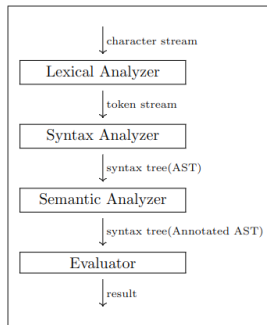 character stream
Lexical Analyzer
token stream
Syntax Analyzer
syntax tree(AST)
Semantic Analyzer
syntax tree(Annotated AST)
Evaluator
result